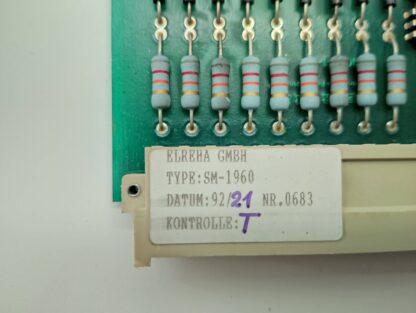 ELREHA GMBH
TYPE:SM-1960
DATUM:92/21 NR.0683
KONTROLLE:T